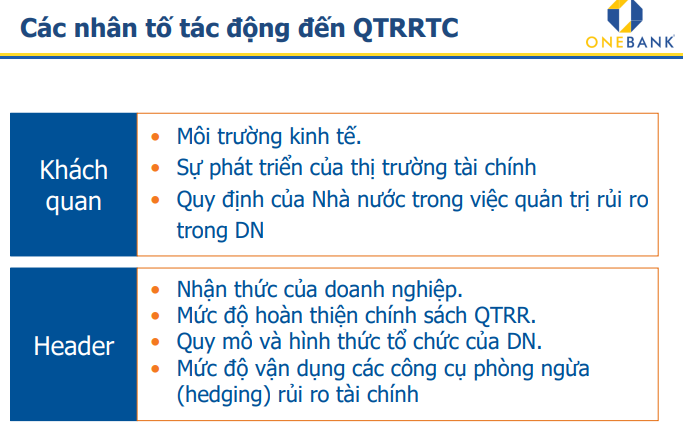 Các nhân tố tác động đến QTRRTC
ONEBANK
Khách
quan
• Môi trường kinh tế.
• Sự phát triển của thị trường tài chính
• Quy định của Nhà nước trong việc quản trị rủi ro
trong DN
Header
• Nhận thức của doanh nghiệp.
• Mức độ hoàn thiện chính sách QTRR.
• Quy mô và hình thức tổ chức của DN.
• Mức độ vận dụng các công cụ phòng ngừa
(hedging) rủi ro tài chính